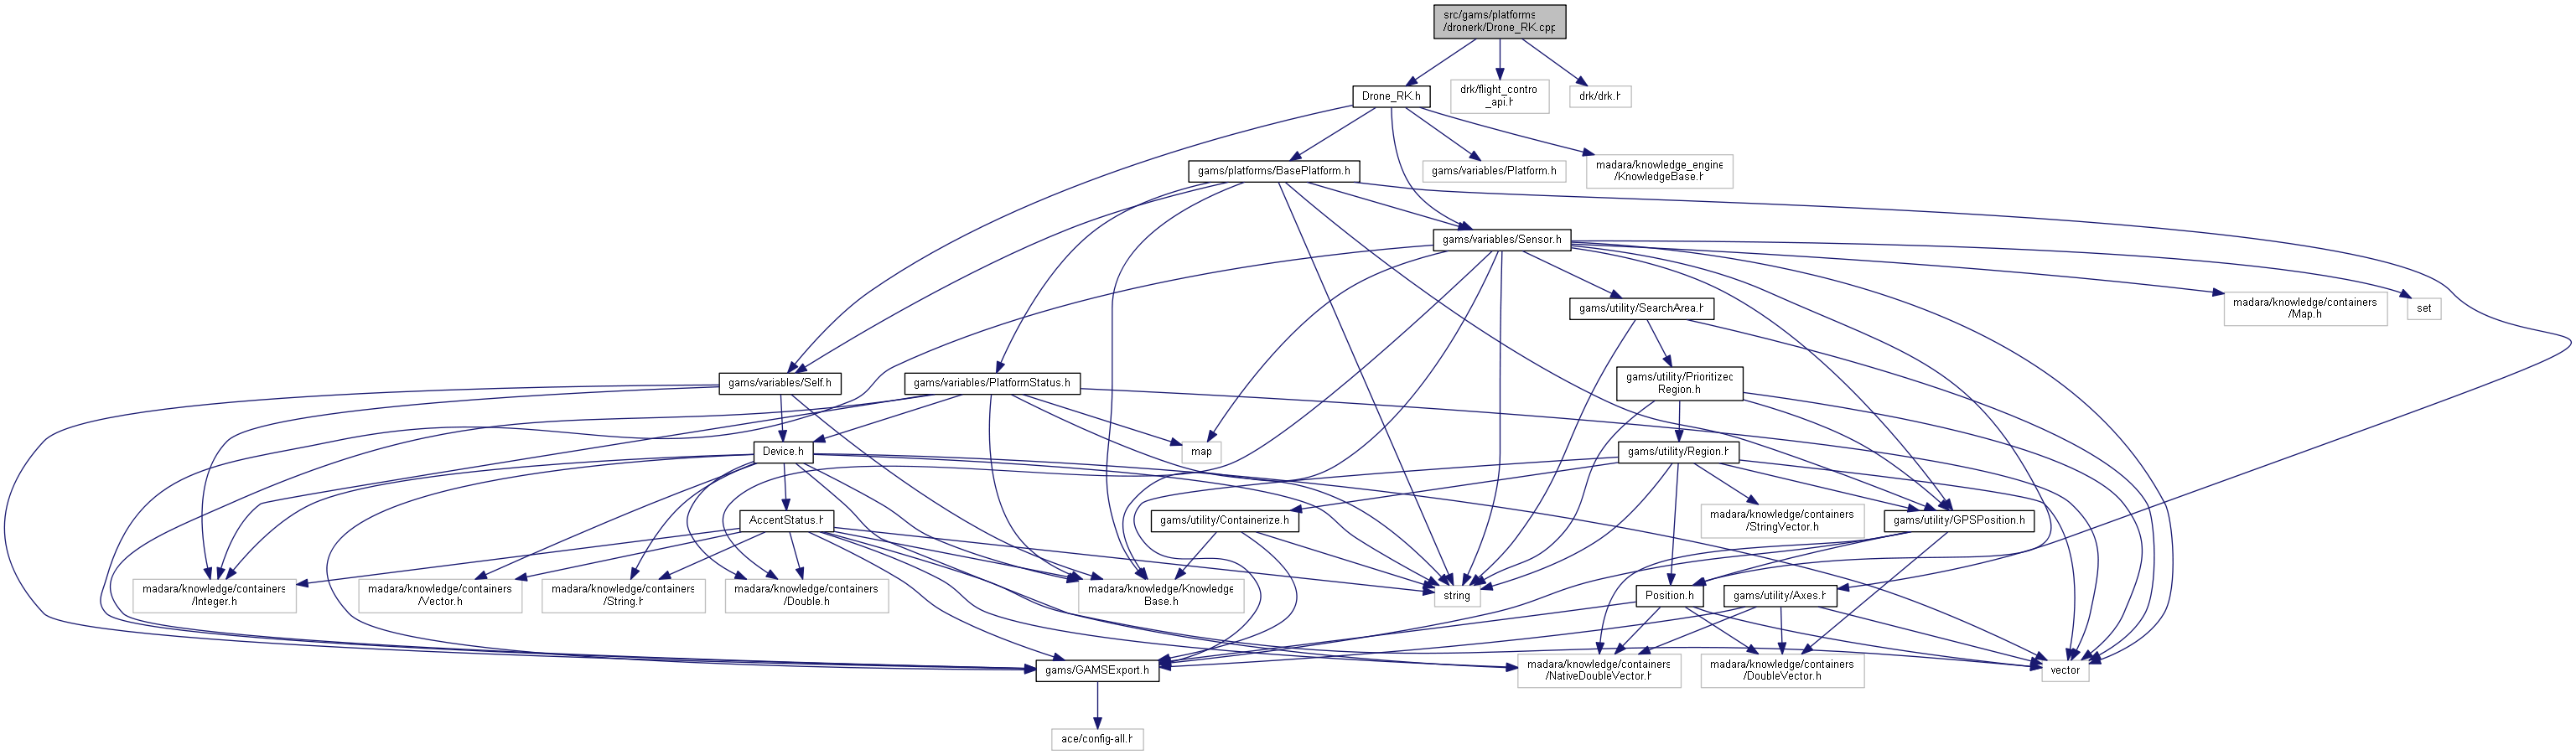 src/gams/platforms
/dronerk/Drone_RK.cpp
Drone_RK.h
drk/flight_contro
_api.h
drk/drk.h
gams/platforms/BasePlatform.h
gams/variables/Platform.h
madara/knowledge_engine
/KnowledgeBase.h
gams/variables/Sensor.h
gams/utility/SearchArea.h
madara/knowledge/containers
/Map.h
set
gams/variables/Self.h
gams/variables/PlatformStatus.h
gams/utility/Prioritized
Region.h
Device.h
map
gams/utility/Region.h
AccentStatus.h
gams/utility/Containerize.h
madara/knowledge/containers
/StringVector.h
gams/utility/GPSPosition.h
madara/knowledge/containers
/Integer.h
madara/knowledge/containers
/Vector.h
madara/knowledge/containers
/String.h
madara/knowledge/containers
/Double.h
madara/knowledge/Knowledge
Base.h
string
Position.h
gams/utility/Axes.h
gams/GAMSExport.h
madara/knowledge/containers
/NativeDoubleVector.h
madara/knowledge/containers
/DoubleVector.h
vector
ace/config-all.h